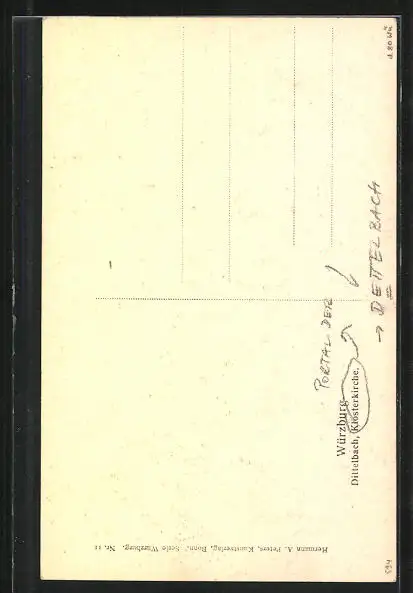 PORTAL DER
Würzburg
Dittelbach, Klosterkirche.
→ DETTELBACH
Hermann A. Peters, Kunstverlag, Bonn. Serie Würzburg. Nr. 11